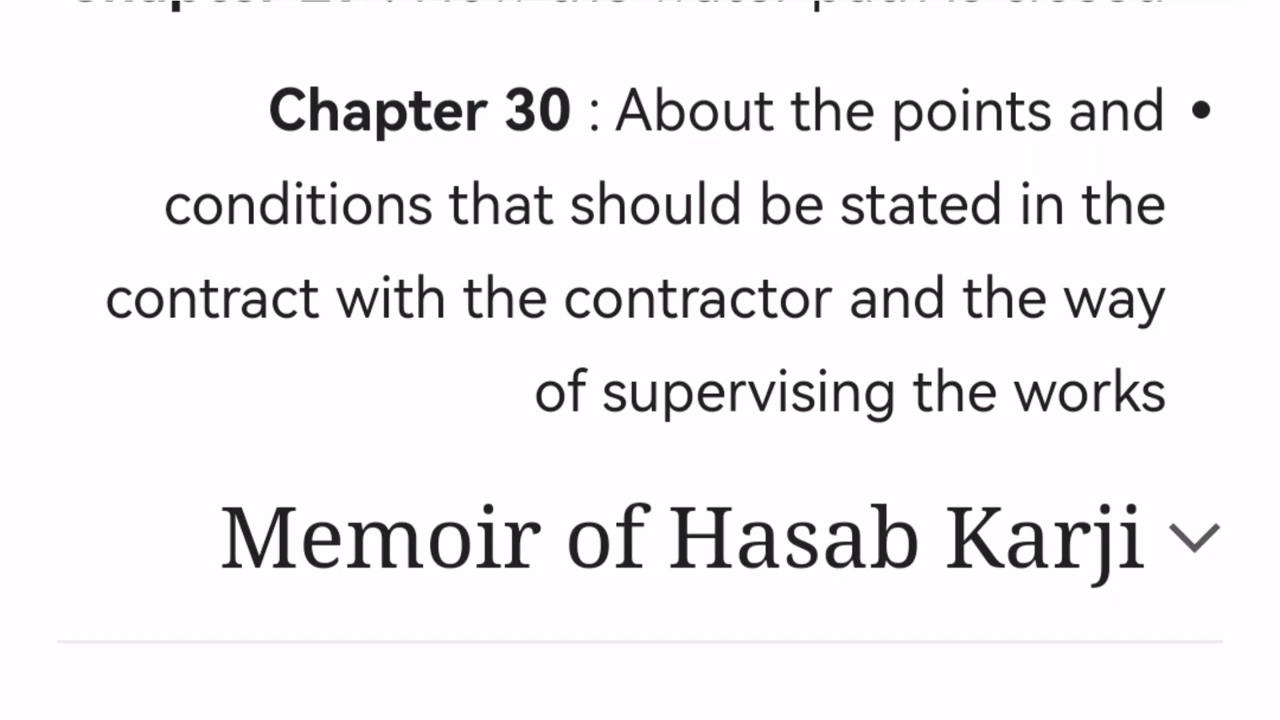 Chapter 30 : About the points and •
conditions that should be stated in the
contract with the contractor and the way
of supervising the works
Memoir of Hasab Karji